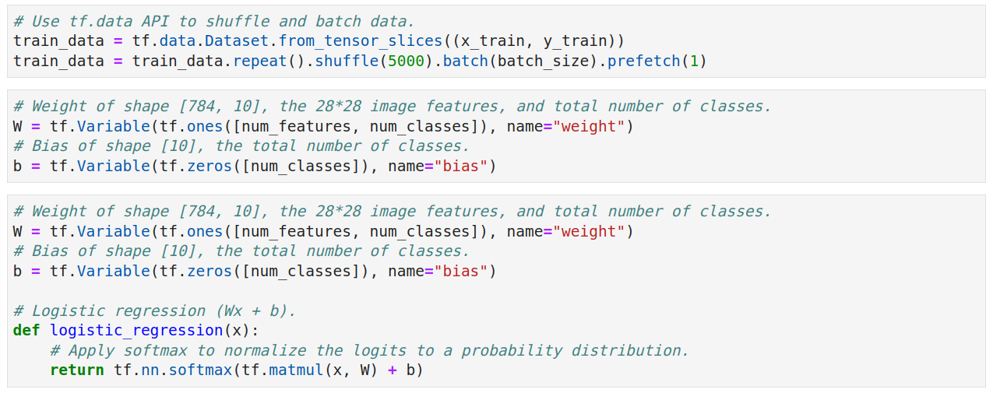 # Use tf.data API to shuffle and batch data.
train_data = tf.data.Dataset.from_tensor_slices((x_train, y_train))
train_data = train_data.repeat().shuffle(5000).batch(batch_size).prefetch(1)
# Weight of shape [784, 10], the 28*28 image features, and total number of classes.
W = tf.Variable(tf.ones([num_features, num_classes]), name="weight")
# Bias of shape [10], the total number of classes.
b = tf.Variable(tf.zeros([num_classes]), name="bias")
# Weight of shape [784, 10], the 28*28 image features, and total number of classes.
W = tf.Variable(tf.ones([num_features, num_classes]), name="weight")
# Bias of shape [10], the total number of classes.
b = tf.Variable(tf.zeros([num_classes]), name="bias")
# Logistic regression (Wx + b).
def logistic_regression(x):
    # Apply softmax to normalize the logits to a probability distribution.
    return tf.nn.softmax(tf.matmul(x, W) + b)